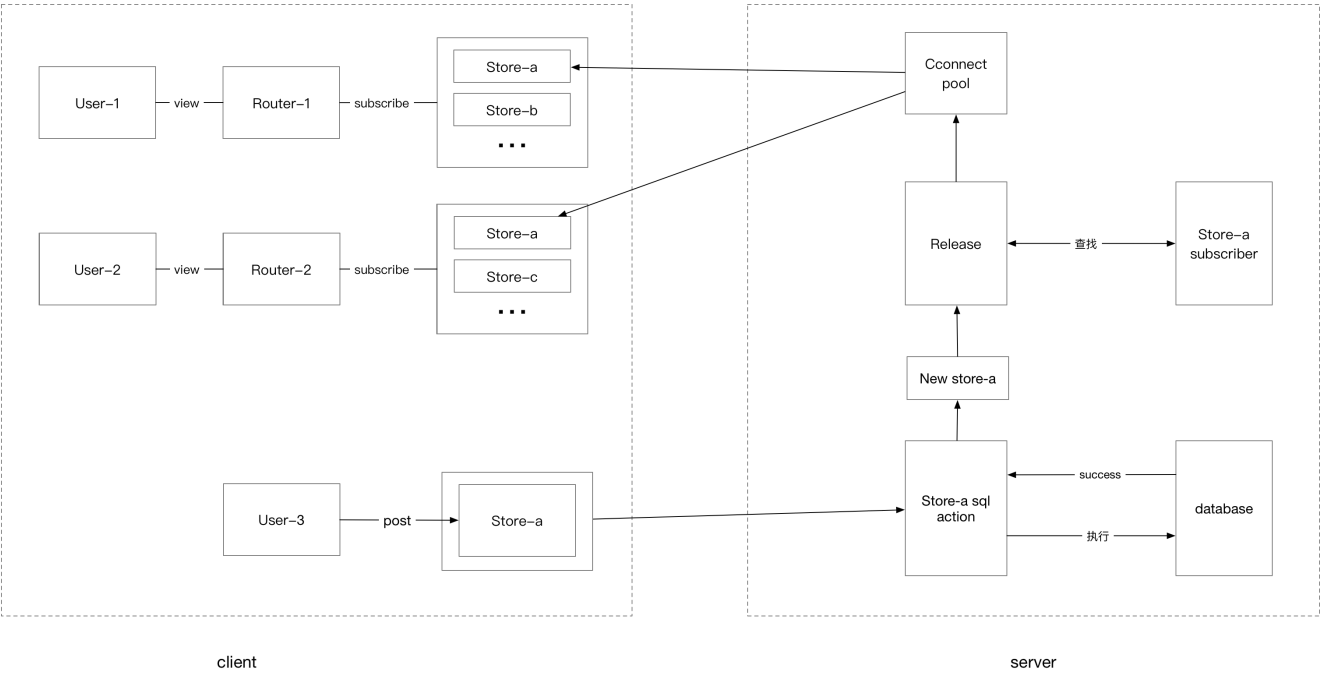 User-1
view
Router-1
subscribe
Store-a
Store-b
...
User-2
view
Router-2
subscribe
Store-a
Store-c
...
User-3
post
Store-a
client
Cconnect
pool
Release
查找
Store-a
subscriber
New store-a
Store-a sql
action
success
执行
database
server